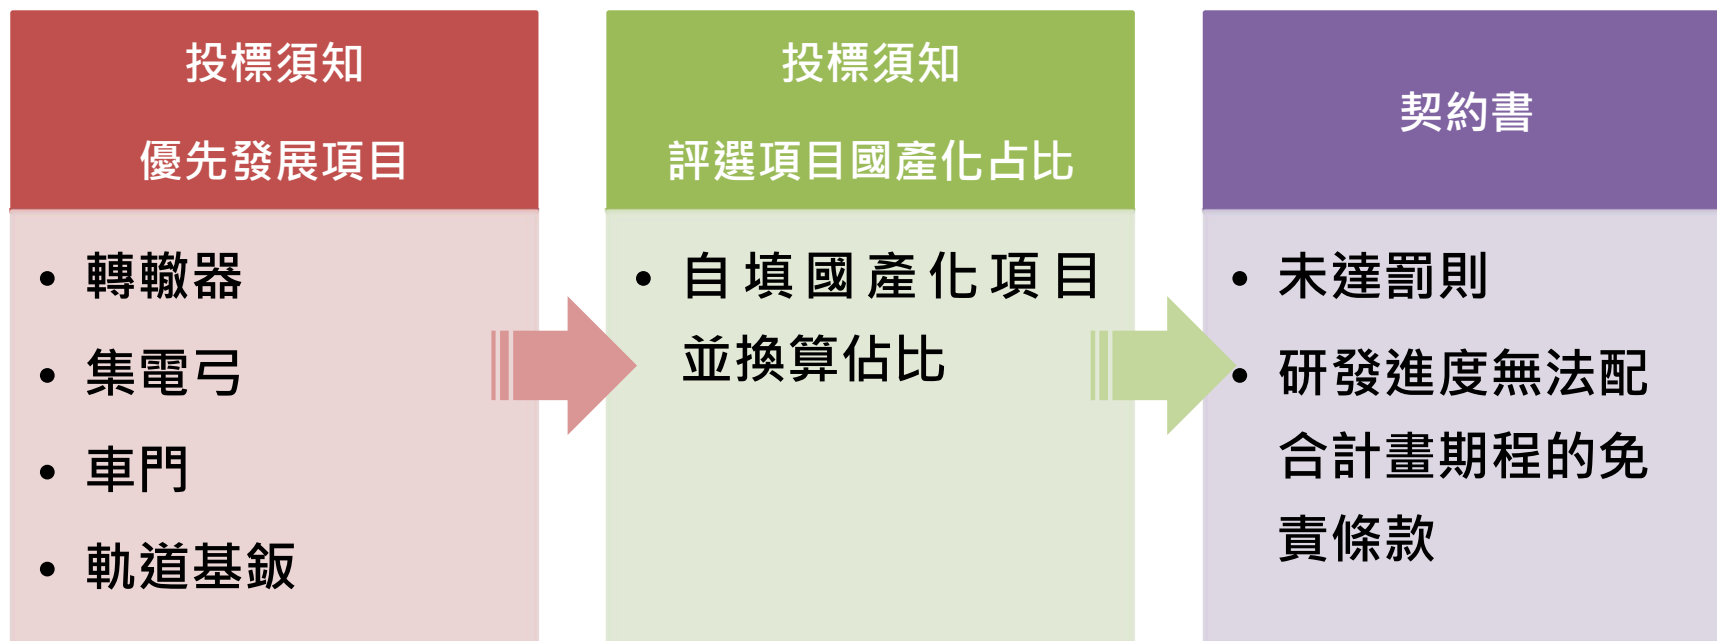 投標須知
優先發展項目
• 轉轍器
• 集電弓
• 車門
• 軌道基鈑
投標須知
評選項目國產化占比
• 自填國產化項目
並換算佔比
契約書
• 未達罰則
• 研發進度無法配
合計畫期程的免
責條款